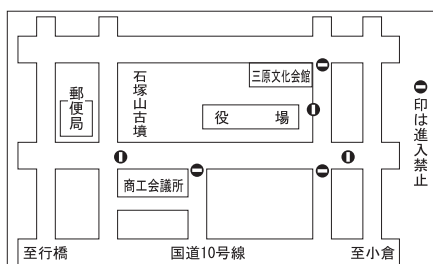 三原文化会館
石塚山古墳
郵便局
役場
印は進入禁止
商工会議所
至行橋
国道10号線
至小倉